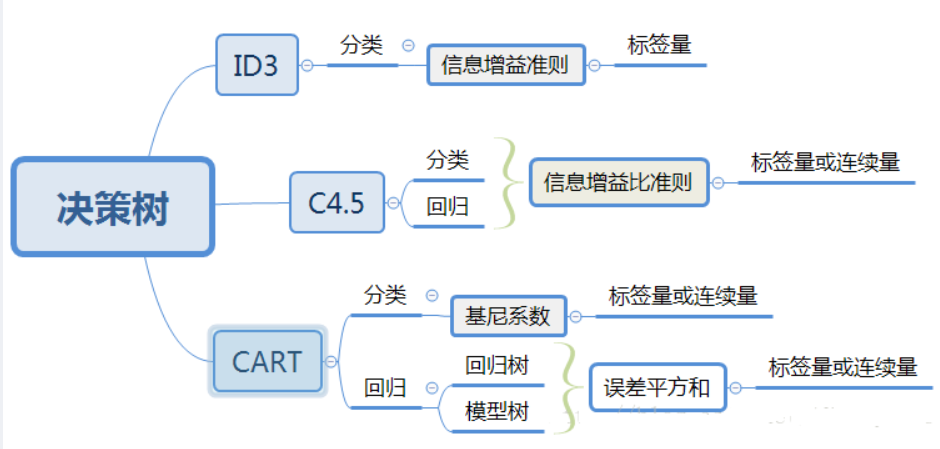 决策树
ID3
分类
信息增益准则
标签量
C4.5
分类
回归
信息增益比准则
标签量或连续量
CART
分类
基尼系数
标签量或连续量
回归
回归树
模型树
误差平方和
标签量或连续量